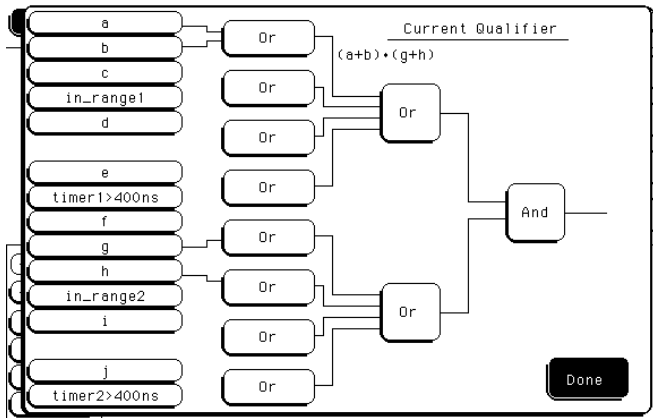 Current Qualifier
(a+b)•(g+h)
a
b
c
in_range1
d
e
timer1>400ns
f
g
h
in_range2
i
j
timer2>400ns
Or
Or
Or
Or
Or
Or
Or
Or
Or
Or
And
Done